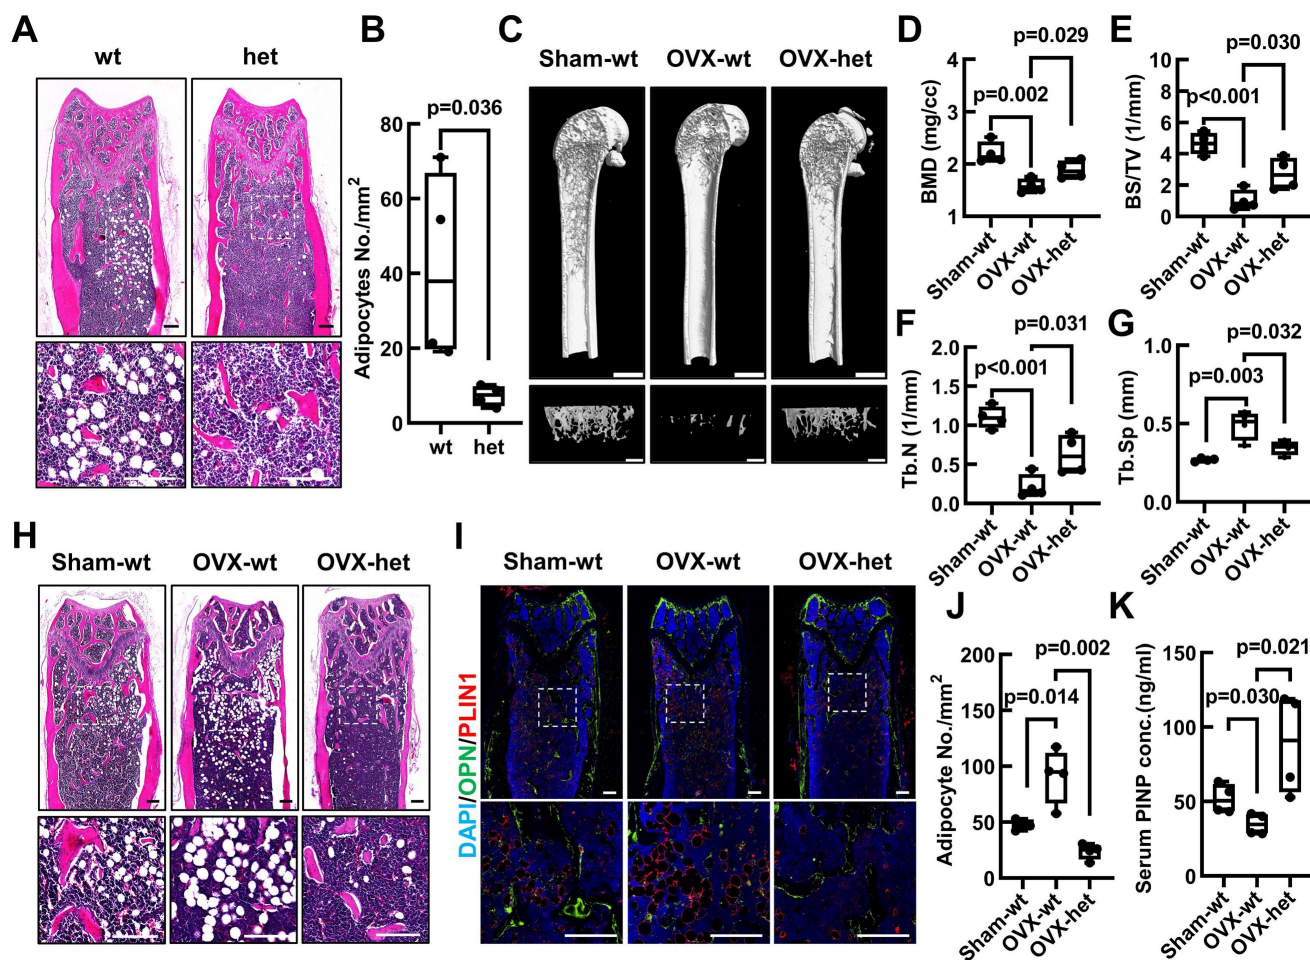 A
wt
het
B
p=0.036
Adipocytes No./mm²
80
60
40
20
0
wt
het
C
Sham-wt
OVX-wt
OVX-het
D
p=0.029
p=0.002
BMD (mg/cc)
4
3
2
1
Sham-wt
OVX-wt
OVX-het
E
p=0.030
p<0.001
BS/TV (1/mm)
10
8
6
4
2
0
Sham-wt
OVX-wt
OVX-het
F
p=0.031
p<0.001
Tb.N (1/mm)
2.0
1.5
1.0
0.5
0.0
Sham-wt
OVX-wt
OVX-het
G
p=0.032
p=0.003
Tb.Sp (mm)
1.0
0.5
0.0
Sham-wt
OVX-wt
OVX-het
H
Sham-wt
OVX-wt
OVX-het
I
Sham-wt
OVX-wt
OVX-het
DAPI/OPN/PLIN1
J
p=0.002
p=0.014
Adipocyte No./mm²
200
150
100
50
0
Sham-wt
OVX-wt
OVX-het
K
p=0.021
p=0.030
Serum PINP conc.(ng/ml)
150
100
50
0
Sham-wt
OVX-wt
OVX-het